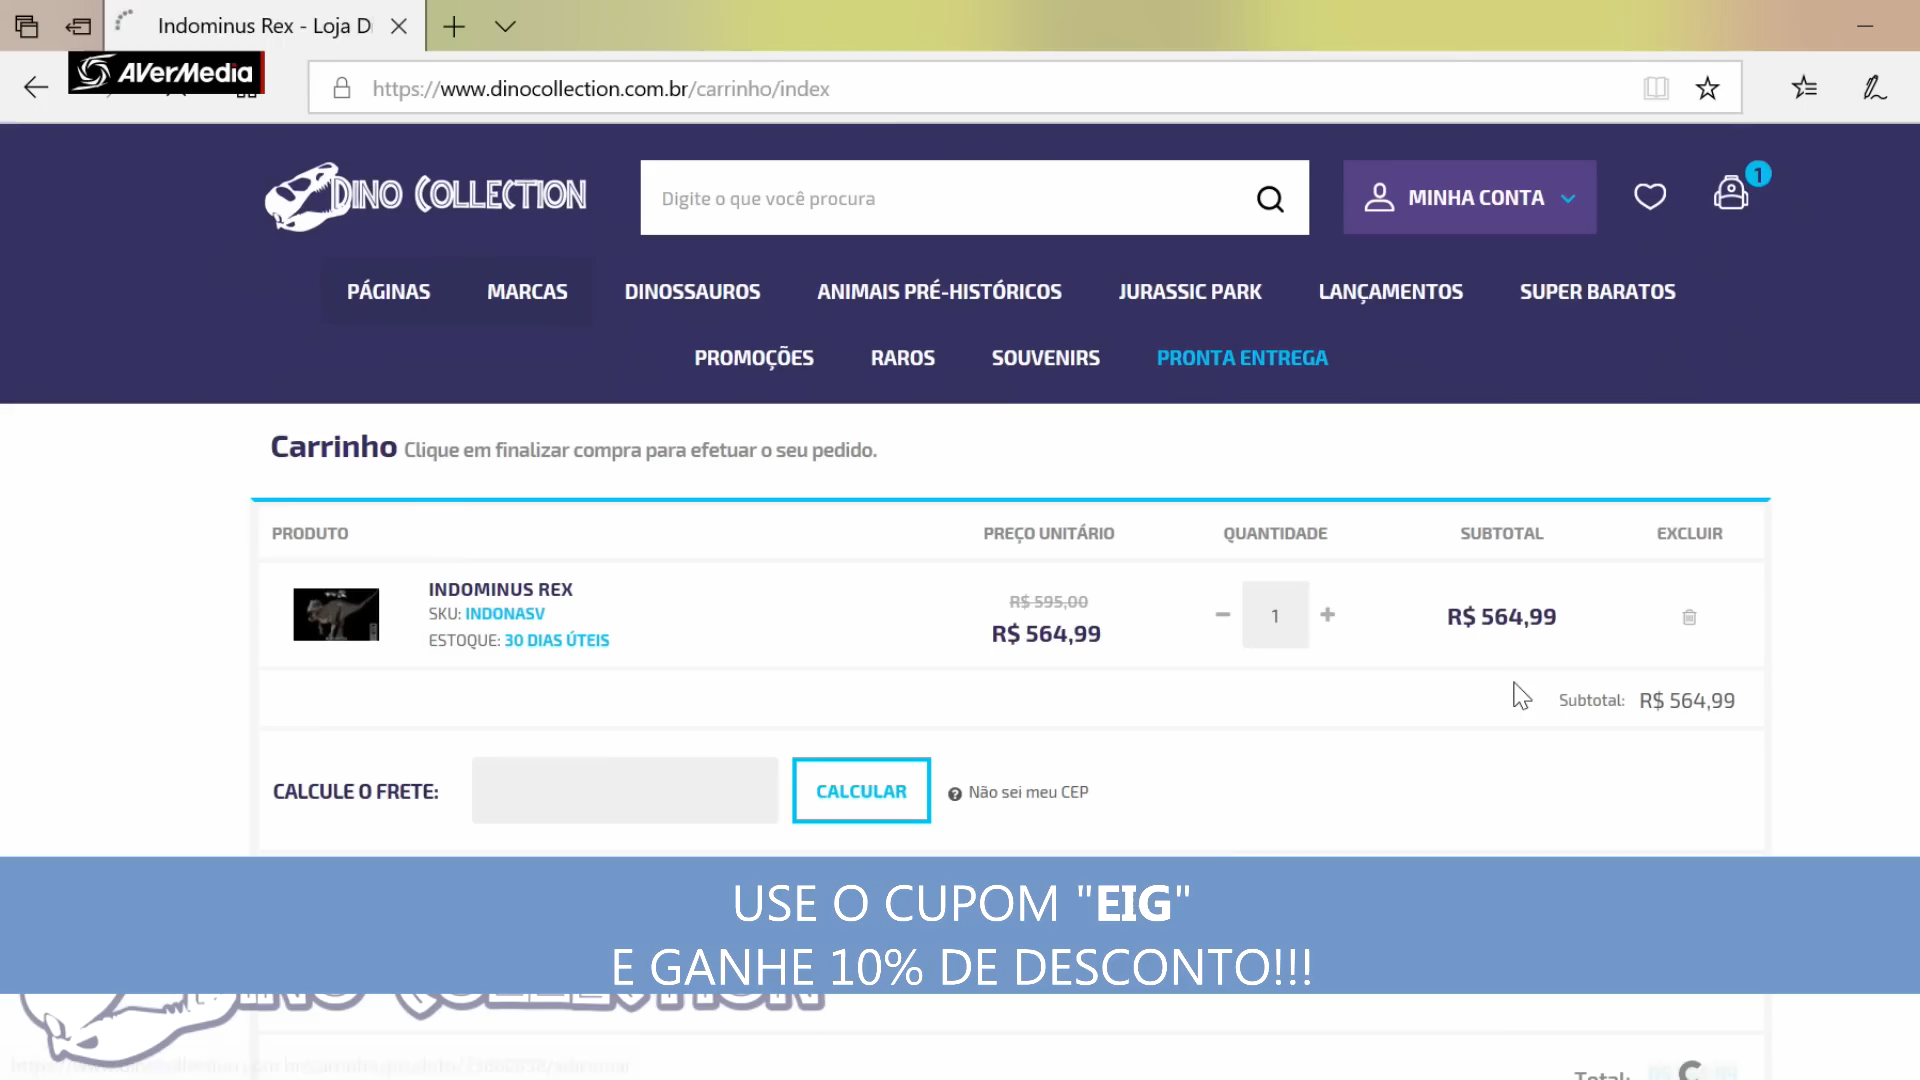 Indominus Rex - Loja D
AVerMedia
https://www.dinocollection.com.br/carrinho/index
DINO COLLECTION
Digite o que você procura
MINHA CONTA
1
PÁGINAS MARCAS DINOSSAUROS ANIMAIS PRÉ-HISTÓRICOS JURASSIC PARK LANÇAMENTOS SUPER BARATOS
PROMOÇÕES RAROS SOUVENIRS PRONTA ENTREGA
Carrinho Clique em finalizar compra para efetuar o seu pedido.
PRODUTO PREÇO UNITÁRIO QUANTIDADE SUBTOTAL EXCLUIR
INDOMINUS REX
SKU: INDONASV
ESTOQUE: 30 DIAS ÚTEIS
R$ 595,00
R$ 564,99
1
R$ 564,99
Subtotal: R$ 564,99
CALCULE O FRETE:
CALCULAR
Não sei meu CEP
USE O CUPOM "EIG"
E GANHE 10% DE DESCONTO!!!
DINO COLLECTION
Total: